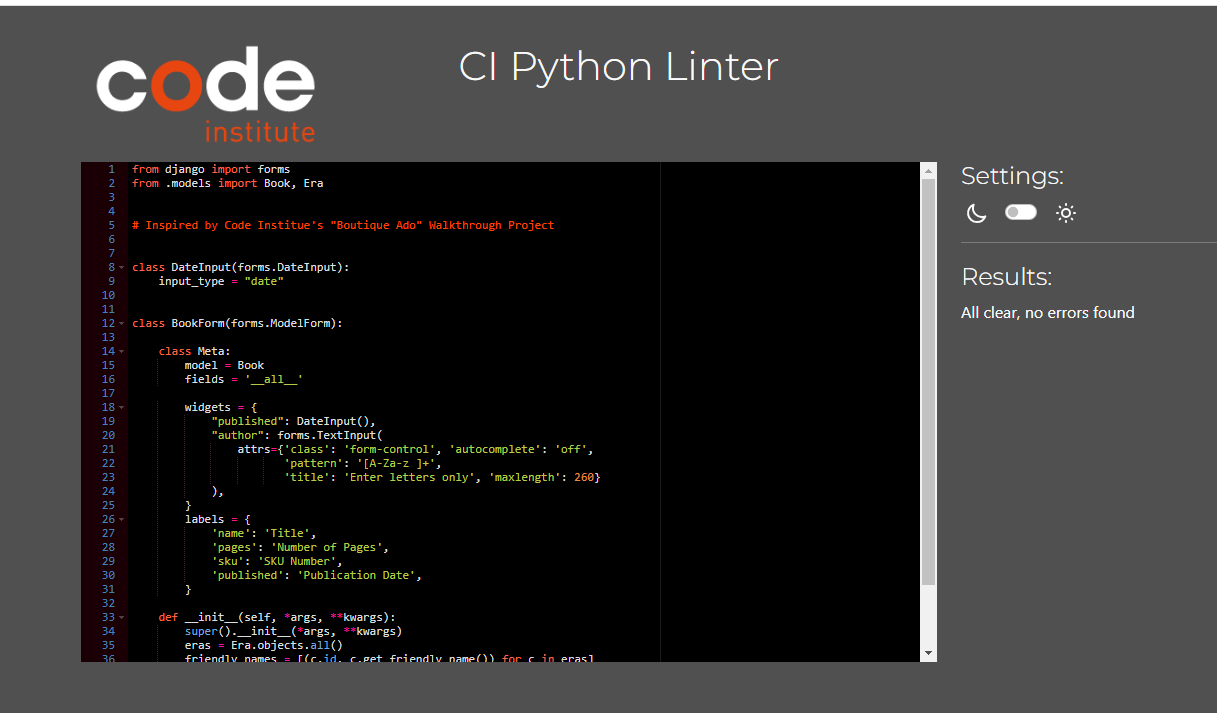 code
institute
CI Python Linter
1 from django import forms
2 from .models import Book, Era
3
4
5 # Inspired by Code Institue's "Boutique Ado" Walkthrough Project
6
7
8 class DateInput(forms.DateInput):
9     input_type = "date"
10
11
12 class BookForm(forms.ModelForm):
13
14     class Meta:
15         model = Book
16         fields = '__all__'
17
18         widgets = {
19             "published": DateInput(),
20             "author": forms.TextInput(
21                 attrs={'class': 'form-control', 'autocomplete': 'off',
22                        'pattern': '[A-Za-z ]+',
23                        'title': 'Enter letters only', 'maxlength': 260}
24             ),
25         }
26         labels = {
27             'name': 'Title',
28             'pages': 'Number of Pages',
29             'sku': 'SKU Number',
30             'published': 'Publication Date',
31         }
32
33     def __init__(self, *args, **kwargs):
34         super().__init__(*args, **kwargs)
35         eras = Era.objects.all()
36         friendly_names = [(c.id, c.get_friendly_name()) for c in eras]
Settings:
Results:
All clear, no errors found